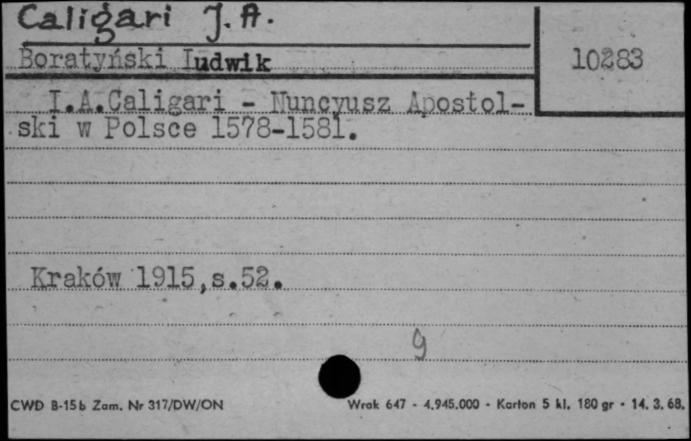 Caligari J.A.
Boratyński Ludwik
10283
I.A.Caligari - Nuncyusz Apostol-
ski w Polsce 1578-1581.
Kraków 1915,s.52.
9
CWD B-15b Zam. Nr 317/DW/ON
Wrak 647 - 4.945.000 - Karton 5 kl. 180 gr - 14. 3. 68.